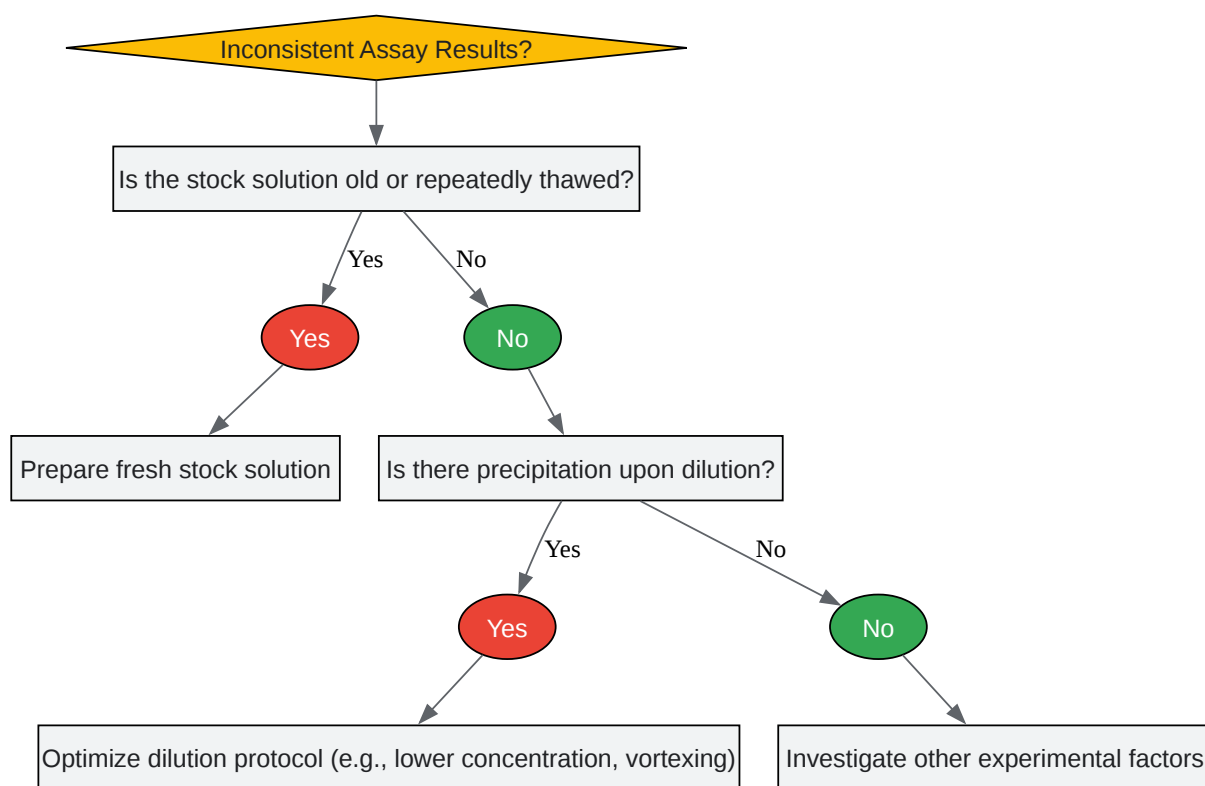 Inconsistent Assay Results?
Is the stock solution old or repeatedly thawed?
Yes
No
Yes
No
Prepare fresh stock solution
Is there precipitation upon dilution?
Yes
No
Yes
No
Optimize dilution protocol (e.g., lower concentration, vortexing)
Investigate other experimental factors